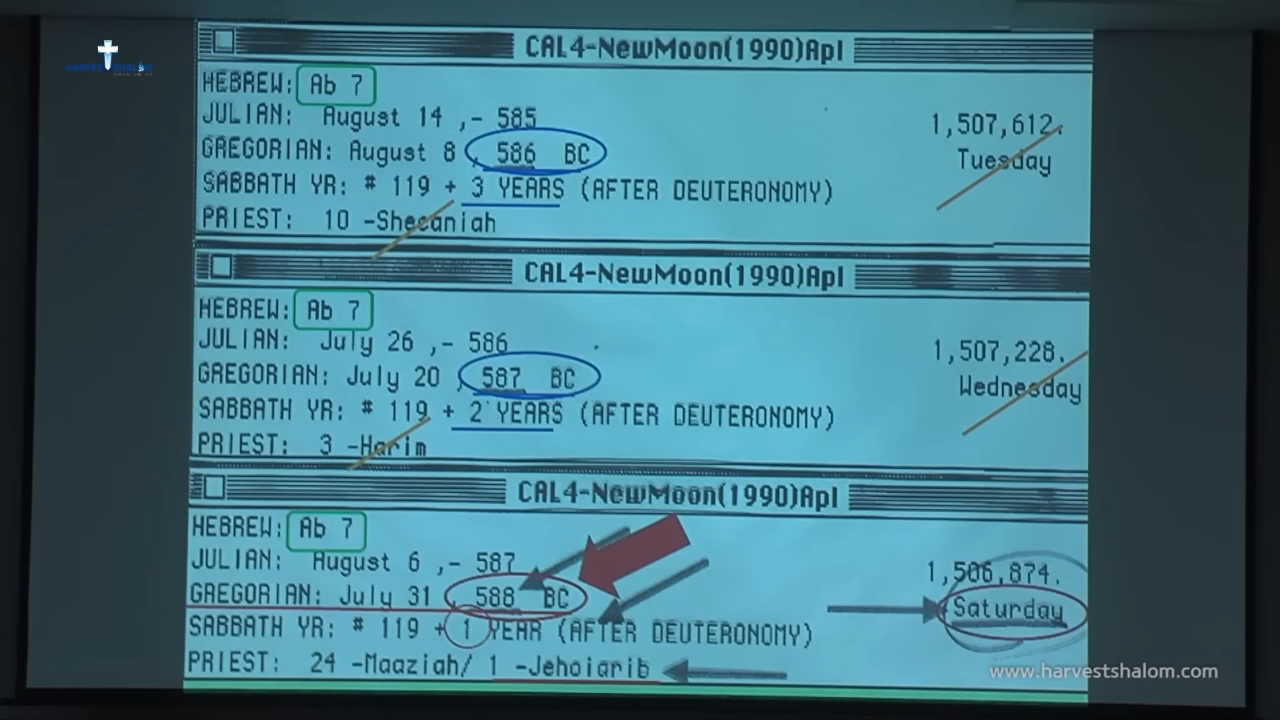 HARVESTSHALOM
CAL4-NewMoon(1990)Apl
HEBREW: Ab 7
JULIAN: August 14 ,- 585
1,507,612.
GREGORIAN: August 8 , 586 BC
Tuesday
SABBATH YR: # 119 + 3 YEARS (AFTER DEUTERONOMY)
PRIEST: 10 -Shecaniah
CAL4-NewMoon(1990)Apl
HEBREW: Ab 7
JULIAN: July 26 ,- 586
1,507,228.
GREGORIAN: July 20 , 587 BC
Wednesday
SABBATH YR: # 119 + 2 YEARS (AFTER DEUTERONOMY)
PRIEST: 3 -Harim
CAL4-NewMoon(1990)Apl
HEBREW: Ab 7
JULIAN: August 6 ,- 587
1,506,874.
GREGORIAN: July 31 , 588 BC
Saturday
SABBATH YR: # 119 + 1 YEAR (AFTER DEUTERONOMY)
PRIEST: 24 -Maaziah/ 1 -Jehoiarib
www.harvestshalom.com